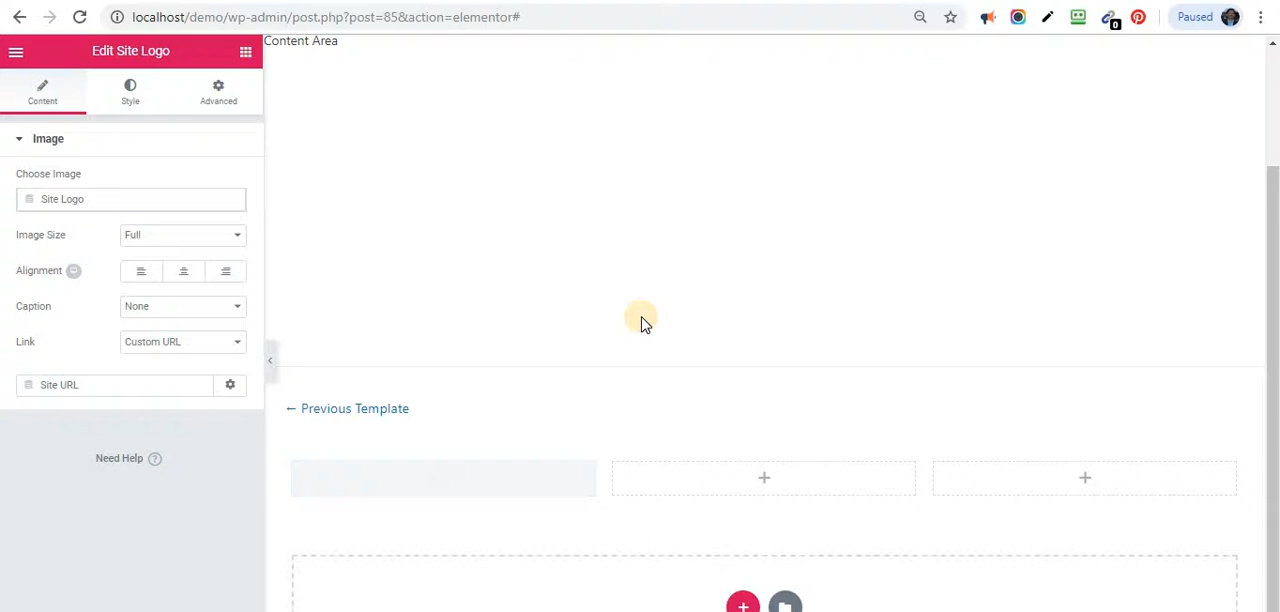 localhost/demo/wp-admin/post.php?post=85&action=elementor#
0
Paused
Edit Site Logo
Content Area
Content
Style
Advanced
Image
Choose Image
Site Logo
Image Size
Full
Alignment
Caption
None
Link
Custom URL
Site URL
← Previous Template
Need Help ?